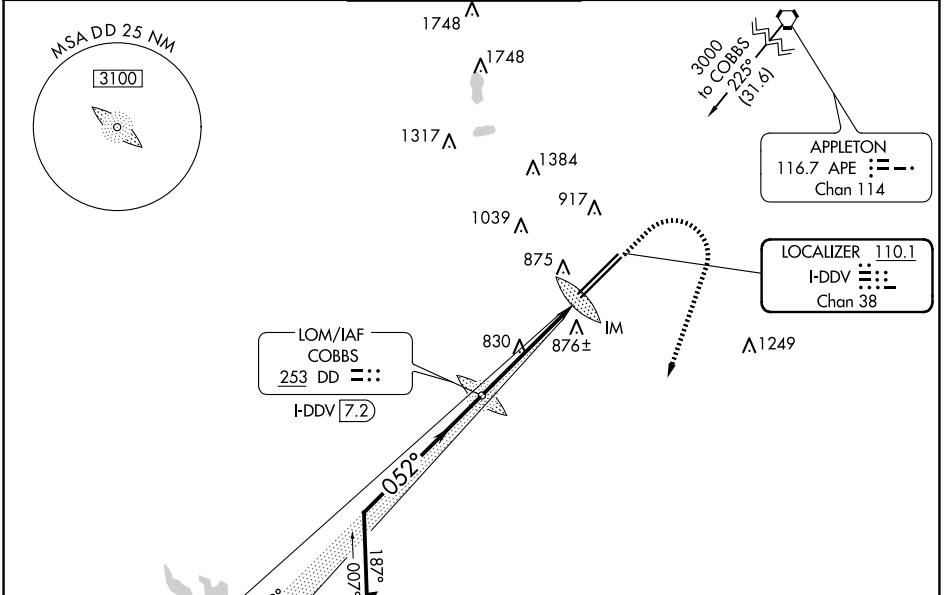 MSA DD 25 NM
3100
1748
1748
1317
1384
917
1039
875
3000
to COBBS
225°
(31.6)
APPLETON
116.7 APE
Chan 114
LOCALIZER 110.1
I-DDV
Chan 38
IM
LOM/IAF
COBBS
253 DD
I-DDV 7.2
830
876±
1249
052°
187°
007°